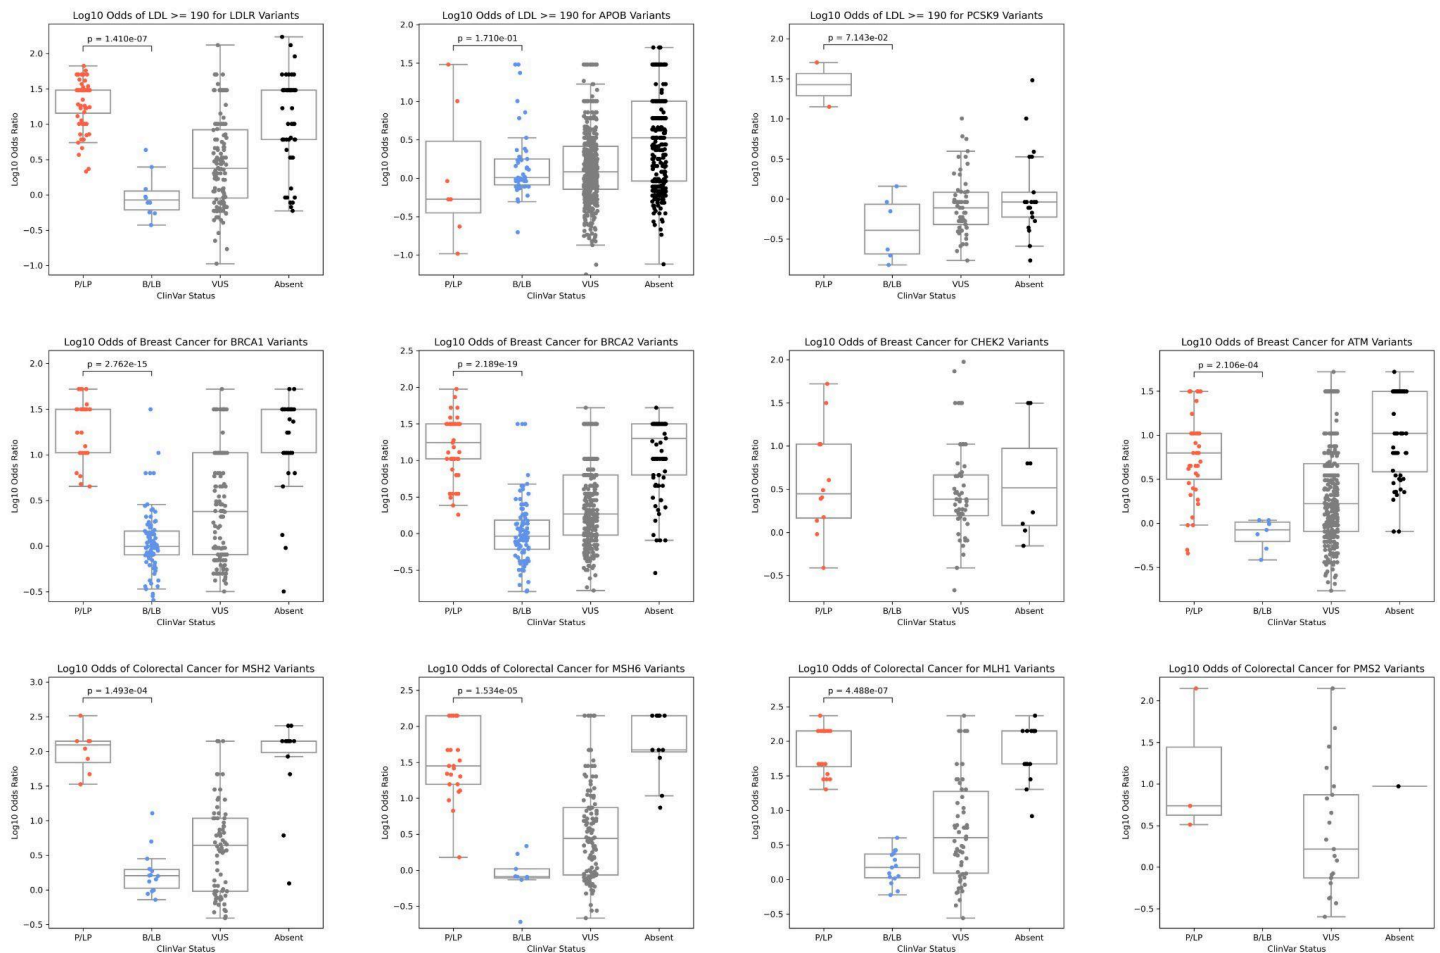 Log10 Odds of LDL >= 190 for LDLR Variants
p = 1.410e-07
2.0
1.5
1.0
0.5
0.0
−0.5
−1.0
Log10 Odds Ratio
P/LP B/LB VUS Absent
ClinVar Status
Log10 Odds of LDL >= 190 for APOB Variants
p = 1.710e-01
2.0
1.5
1.0
0.5
0.0
−0.5
−1.0
Log10 Odds Ratio
P/LP B/LB VUS Absent
ClinVar Status
Log10 Odds of LDL >= 190 for PCSK9 Variants
p = 7.143e-02
2.0
1.5
1.0
0.5
0.0
−0.5
Log10 Odds Ratio
P/LP B/LB VUS Absent
ClinVar Status
Log10 Odds of Breast Cancer for BRCA1 Variants
p = 2.762e-15
2.0
1.5
1.0
0.5
0.0
−0.5
Log10 Odds Ratio
P/LP B/LB VUS Absent
ClinVar Status
Log10 Odds of Breast Cancer for BRCA2 Variants
p = 2.189e-19
2.5
2.0
1.5
1.0
0.5
0.0
−0.5
Log10 Odds Ratio
P/LP B/LB VUS Absent
ClinVar Status
Log10 Odds of Breast Cancer for CHEK2 Variants
2.0
1.5
1.0
0.5
0.0
0.5
Log10 Odds Ratio
P/LP B/LB VUS Absent
ClinVar Status
Log10 Odds of Breast Cancer for ATM Variants
p = 2.106e-04
1.5
1.0
0.5
0.0
−0.5
Log10 Odds Ratio
P/LP B/LB VUS Absent
ClinVar Status
Log10 Odds of Colorectal Cancer for MSH2 Variants
p = 1.493e-04
3.0
2.5
2.0
1.5
1.0
0.5
0.0
−0.5
Log10 Odds Ratio
P/LP B/LB VUS Absent
ClinVar Status
Log10 Odds of Colorectal Cancer for MSH6 Variants
p = 1.534e-05
2.5
2.0
1.5
1.0
0.5
0.0
−0.5
Log10 Odds Ratio
P/LP B/LB VUS Absent
ClinVar Status
Log10 Odds of Colorectal Cancer for MLH1 Variants
p = 4.488e-07
2.5
2.0
1.5
1.0
0.5
0.0
−0.5
Log10 Odds Ratio
P/LP B/LB VUS Absent
ClinVar Status
Log10 Odds of Colorectal Cancer for PMS2 Variants
2.0
1.5
1.0
0.5
0.0
0.5
Log10 Odds Ratio
P/LP B/LB VUS Absent
ClinVar Status